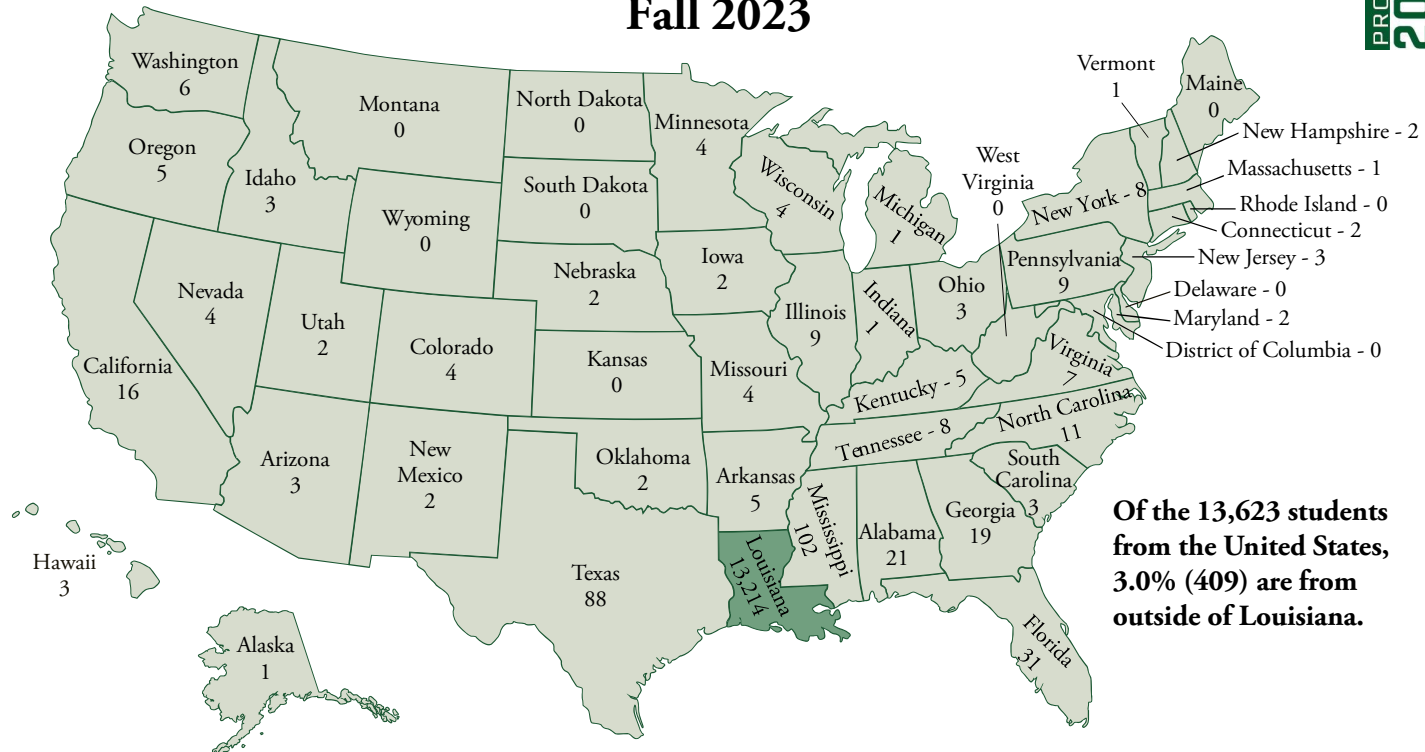 Fall 2023
PRO
20
Washington
6
Oregon
5
Idaho
3
Montana
0
North Dakota
0
Minnesota
4
South Dakota
0
Wyoming
0
Wisconsin
4
Michigan
1
Vermont
1
Maine
0
New Hampshire - 2
Massachusetts - 1
Rhode Island - 0
Connecticut - 2
New Jersey - 3
Delaware - 0
Maryland - 2
District of Columbia - 0
West
Virginia
0
New York - 8
Pennsylvania
9
Nevada
4
Utah
2
Colorado
4
Nebraska
2
Iowa
2
Illinois
9
Indiana
1
Ohio
3
California
16
Kansas
0
Missouri
4
Kentucky - 5
Virginia
7
Arizona
3
New
Mexico
2
Oklahoma
2
Arkansas
5
Tennessee - 8
North Carolina
11
South
Carolina
3
Texas
88
Louisiana
13,214
Mississippi
102
Alabama
21
Georgia
19
Florida
31
Hawaii
3
Alaska
1
Of the 13,623 students
from the United States,
3.0% (409) are from
outside of Louisiana.